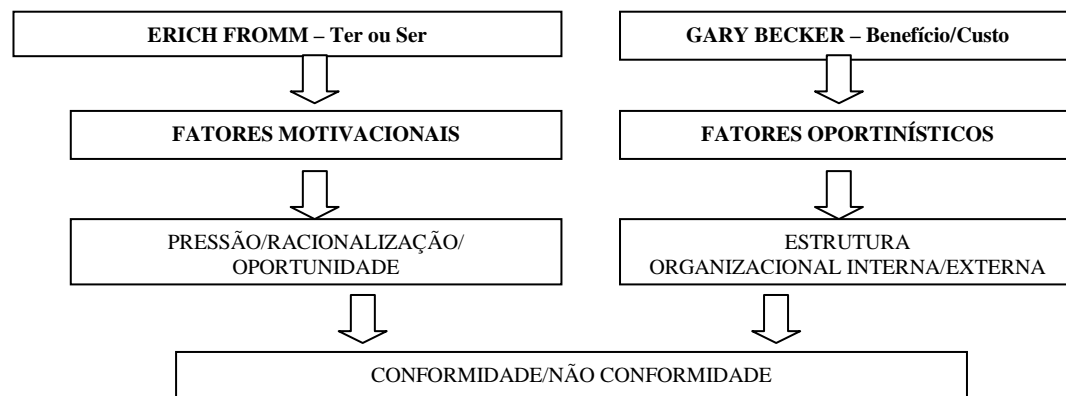 ERICH FROMM – Ter ou Ser
GARY BECKER – Benefício/Custo
FATORES MOTIVACIONAIS
FATORES OPORTINÍSTICOS
PRESSÃO/RACIONALIZAÇÃO/
OPORTUNIDADE
ESTRUTURA
ORGANIZACIONAL INTERNA/EXTERNA
CONFORMIDADE/NÃO CONFORMIDADE